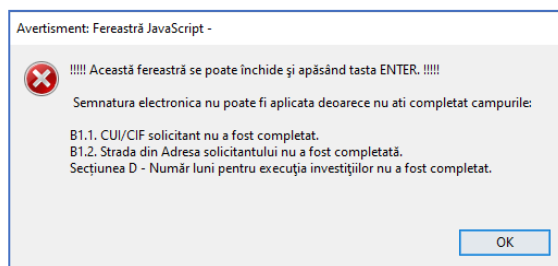 Avertisment: Fereastră JavaScript -
!!!!! Această fereastră se poate închide şi apăsând tasta ENTER. !!!!!
Semnatura electronica nu poate fi aplicata deoarece nu ati completat campurile:
B1.1. CUI/CIF solicitant nu a fost completat.
B1.2. Strada din Adresa solicitantului nu a fost completată.
Secțiunea D - Număr luni pentru execuţia investiţiilor nu a fost completat.
OK